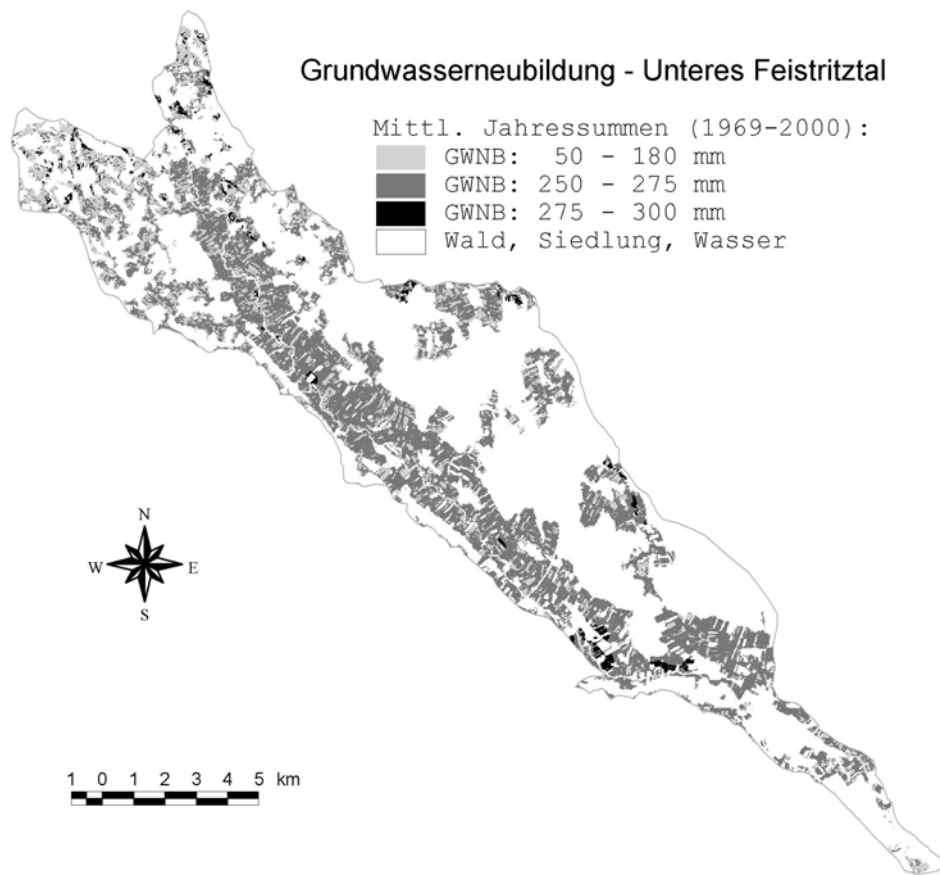 Grundwasserneubildung - Unteres Feistritztal
Mittl. Jahressummen (1969-2000):
GWNB: 50 - 180 mm
GWNB: 250 - 275 mm
GWNB: 275 - 300 mm
Wald, Siedlung, Wasser
N
W E
S
1 0 1 2 3 4 5 km